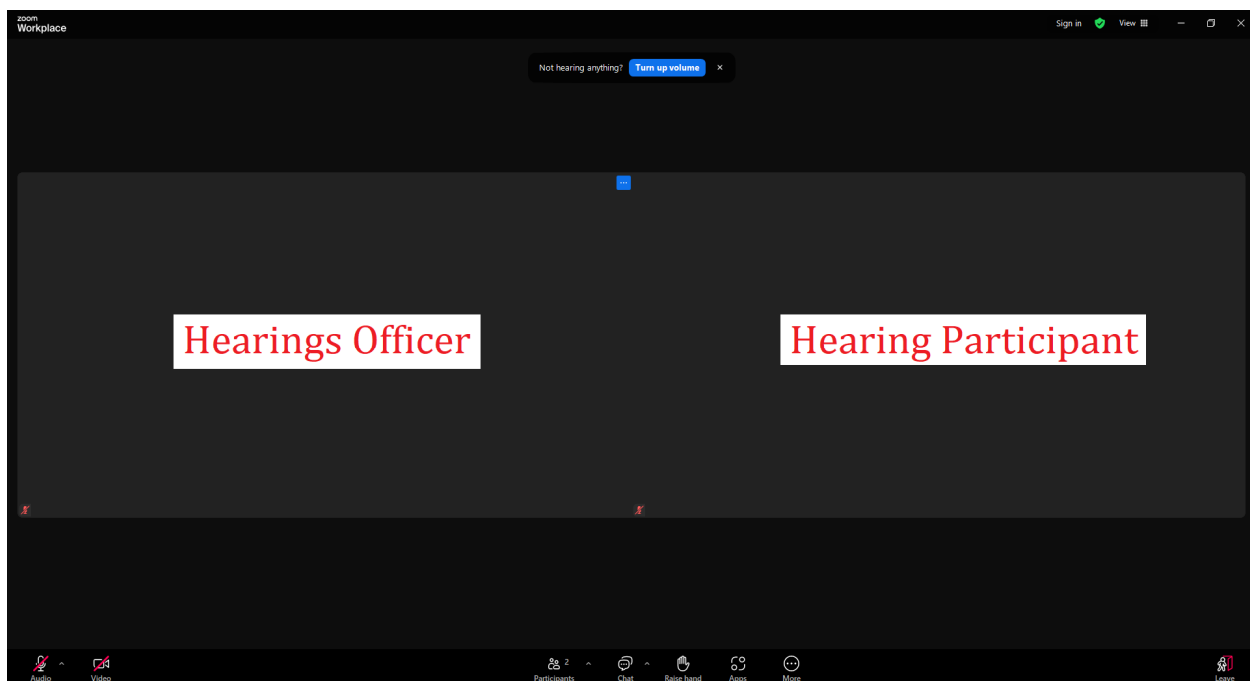 zoom
Workplace
Sign in View
Not hearing anything? Turn up volume
Hearings Officer
Hearing Participant
Audio Video Participants 2 Chat Raise hand Apps More Leave